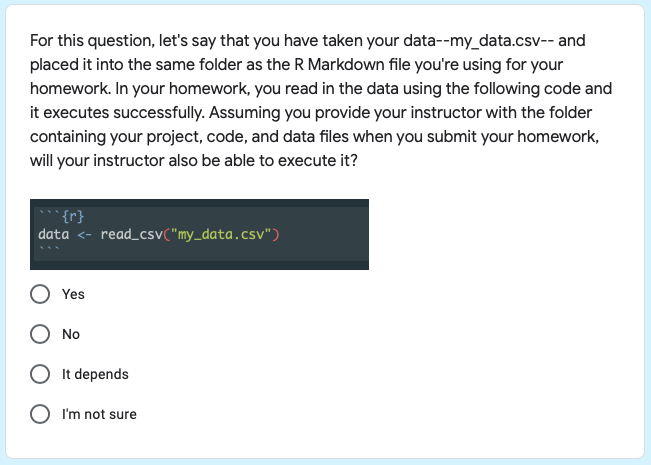 For this question, let's say that you have taken your data--my_data.csv-- and
placed it into the same folder as the R Markdown file you're using for your
homework. In your homework, you read in the data using the following code and
it executes successfully. Assuming you provide your instructor with the folder
containing your project, code, and data files when you submit your homework,
will your instructor also be able to execute it?
```{r}
data <- read_csv("my_data.csv")
```
Yes
No
It depends
I'm not sure